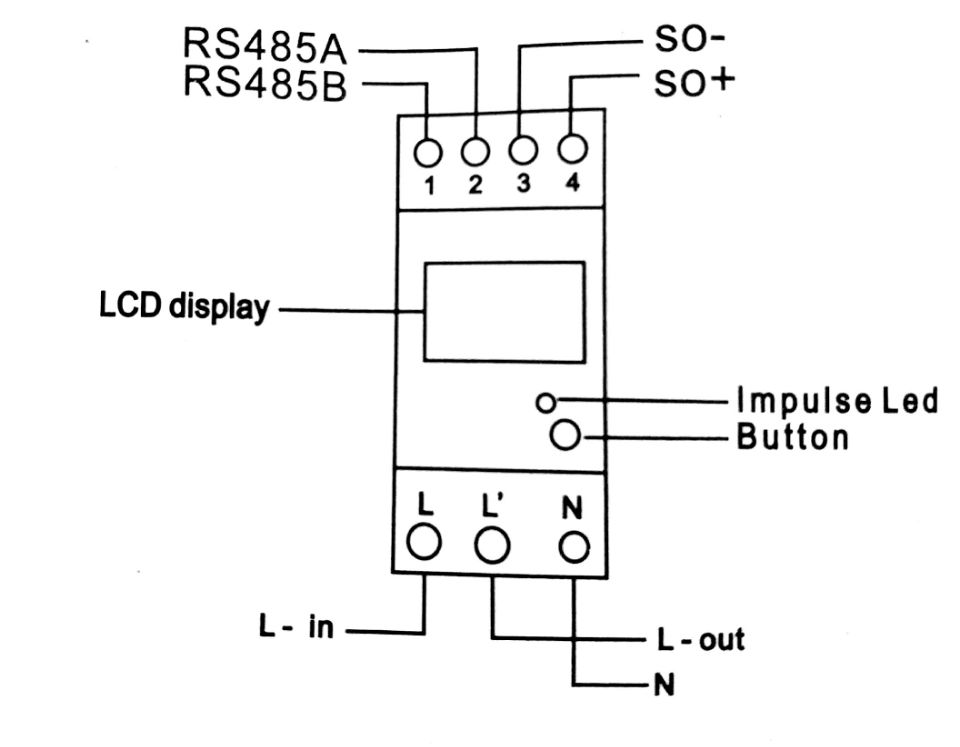 RS485A
RS485B
SO-
SO+
1 2 3 4
LCD display
Impulse Led
Button
L L' N
L- in
L-out
N